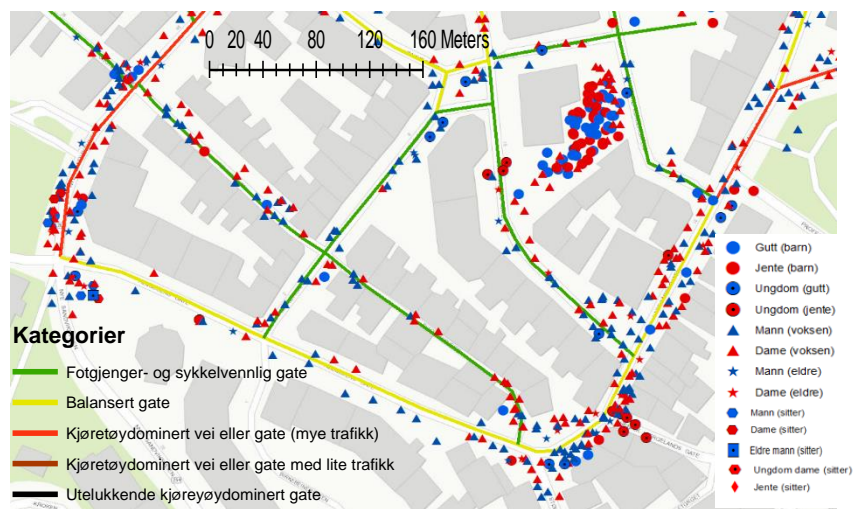 0 20 40 80 120 160 Meters
Kategorier
Fotgjenger- og sykkelvennlig gate
Balansert gate
Kjøretøydominert vei eller gate (mye trafikk)
Kjøretøydominert vei eller gate med lite trafikk
Utelukkende kjøreyøydominert gate
Gutt (barn)
Jente (barn)
Ungdom (gutt)
Ungdom (jente)
Mann (voksen)
Dame (voksen)
Mann (eldre)
Dame (eldre)
Mann (sitter)
Dame (sitter)
Eldre mann (sitter)
Ungdom dame (sitter)
Jente (sitter)